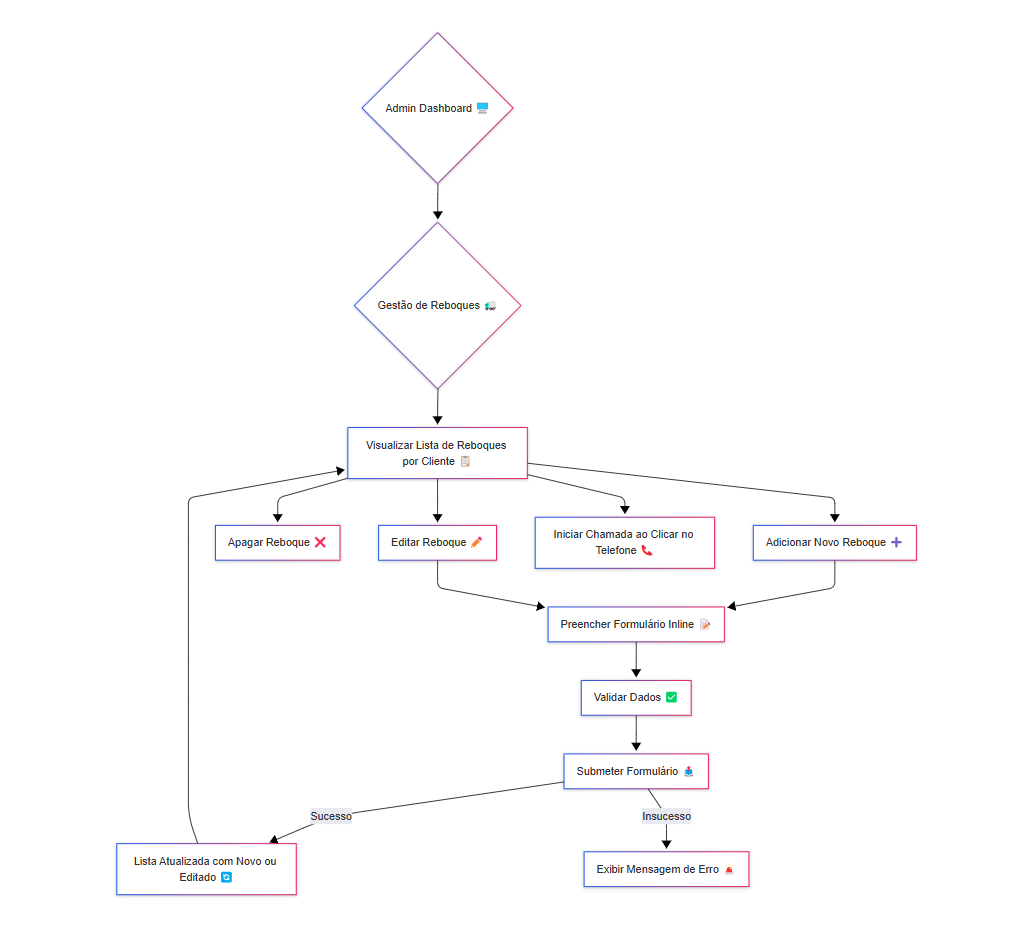 Admin Dashboard 🖥️
Gestão de Reboques 🚛
Visualizar Lista de Reboques
por Cliente 📋
Apagar Reboque ❌
Editar Reboque ✏️
Iniciar Chamada ao Clicar no
Telefone 📞
Adicionar Novo Reboque ➕
Preencher Formulário Inline 📝
Validar Dados ✅
Submeter Formulário 📤
Sucesso
Insucesso
Lista Atualizada com Novo ou
Editado 🔄
Exibir Mensagem de Erro 🚨